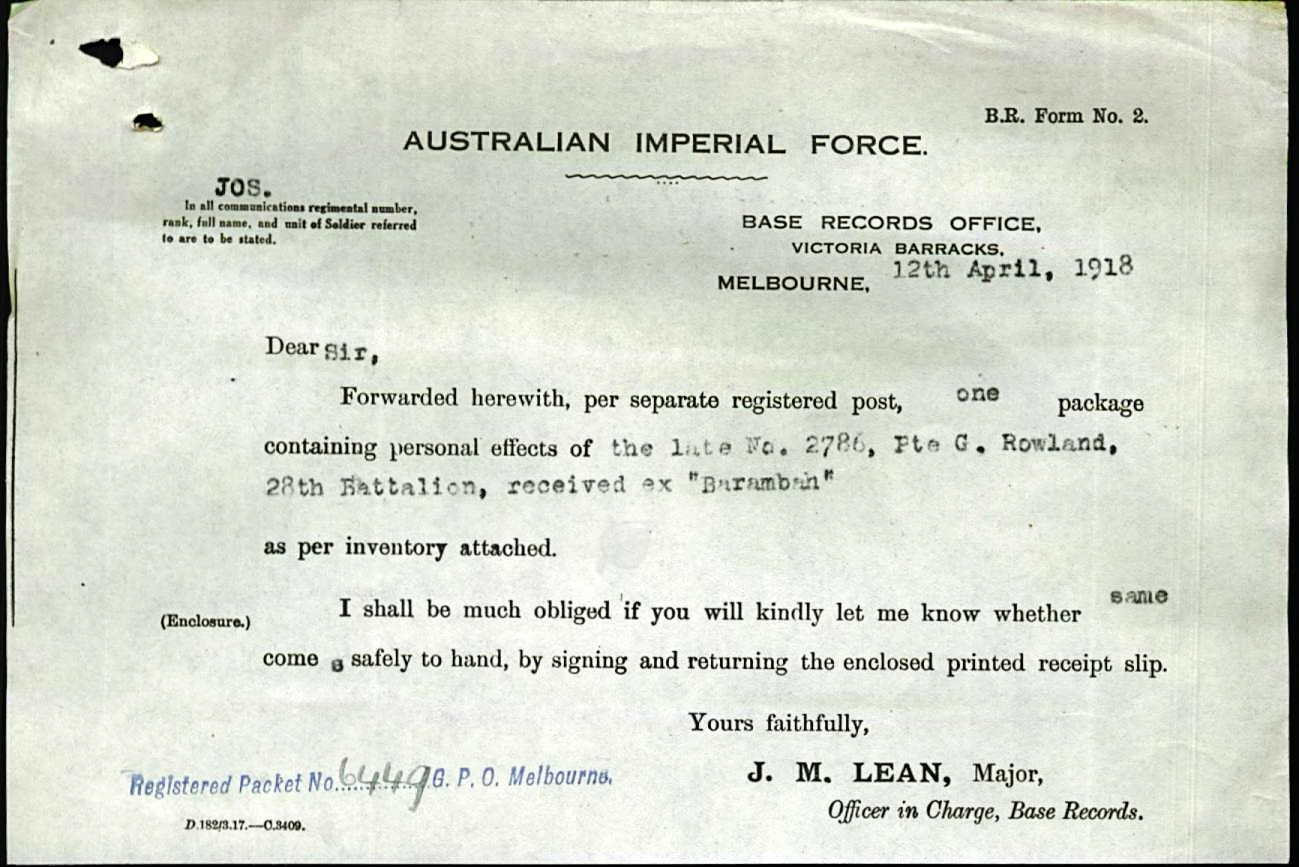 B.R. Form No. 2.
AUSTRALIAN IMPERIAL FORCE.
JOS.
In all communications regimental number,
rank, full name, and unit of Soldier referred
to are to be stated.
BASE RECORDS OFFICE,
VICTORIA BARRACKS,
MELBOURNE, 12th April, 1918
Dear Sir,
Forwarded herewith, per separate registered post, one package
containing personal effects of the late No. 2786, Pte G. Rowland,
28th Battalion, received ex "Barambah"
as per inventory attached.
(Enclosure.) I shall be much obliged if you will kindly let me know whether same
come s safely to hand, by signing and returning the enclosed printed receipt slip.
Yours faithfully,
J. M. LEAN, Major,
Officer in Charge, Base Records.
Registered Packet No. 6449 G. P. O. Melbourne.
D.182/3.17.—C.3409.